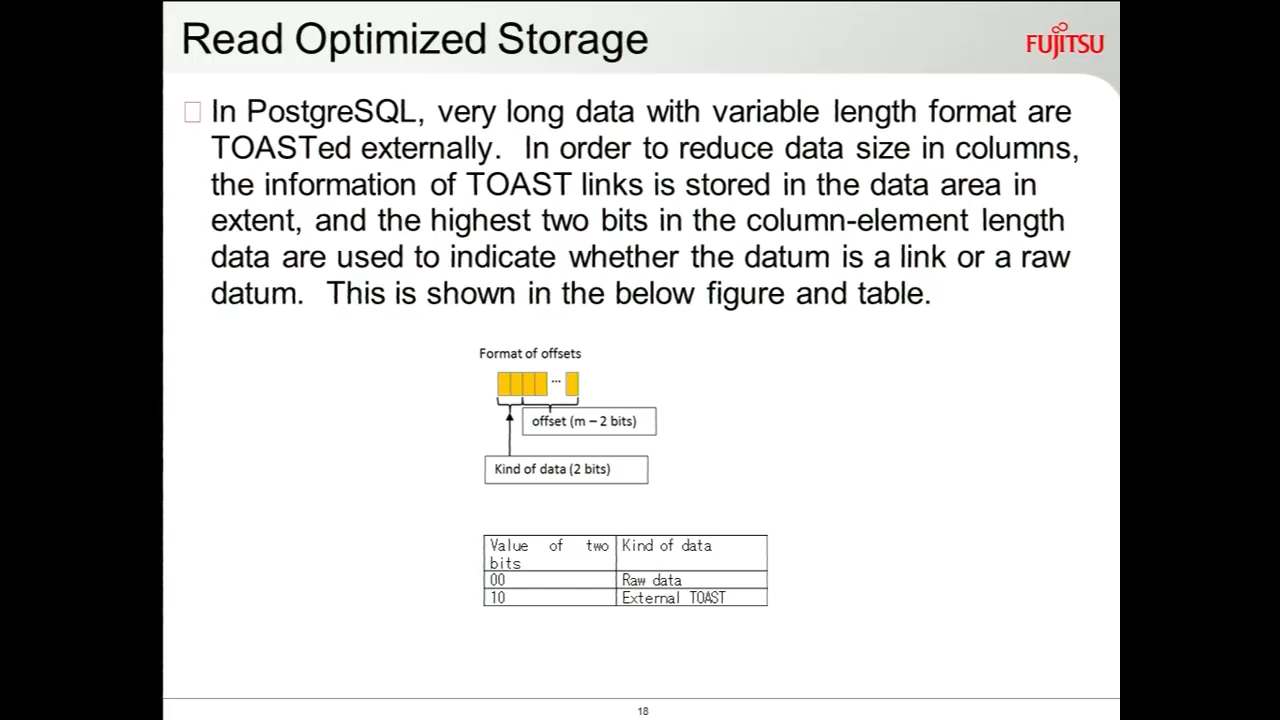 Read Optimized Storage
FUJITSU
In PostgreSQL, very long data with variable length format are
TOASTed externally. In order to reduce data size in columns,
the information of TOAST links is stored in the data area in
extent, and the highest two bits in the column-element length
data are used to indicate whether the datum is a link or a raw
datum. This is shown in the below figure and table.
Format of offsets
...
offset (m – 2 bits)
Kind of data (2 bits)
Value of two bits Kind of data
00 Raw data
10 External TOAST
18